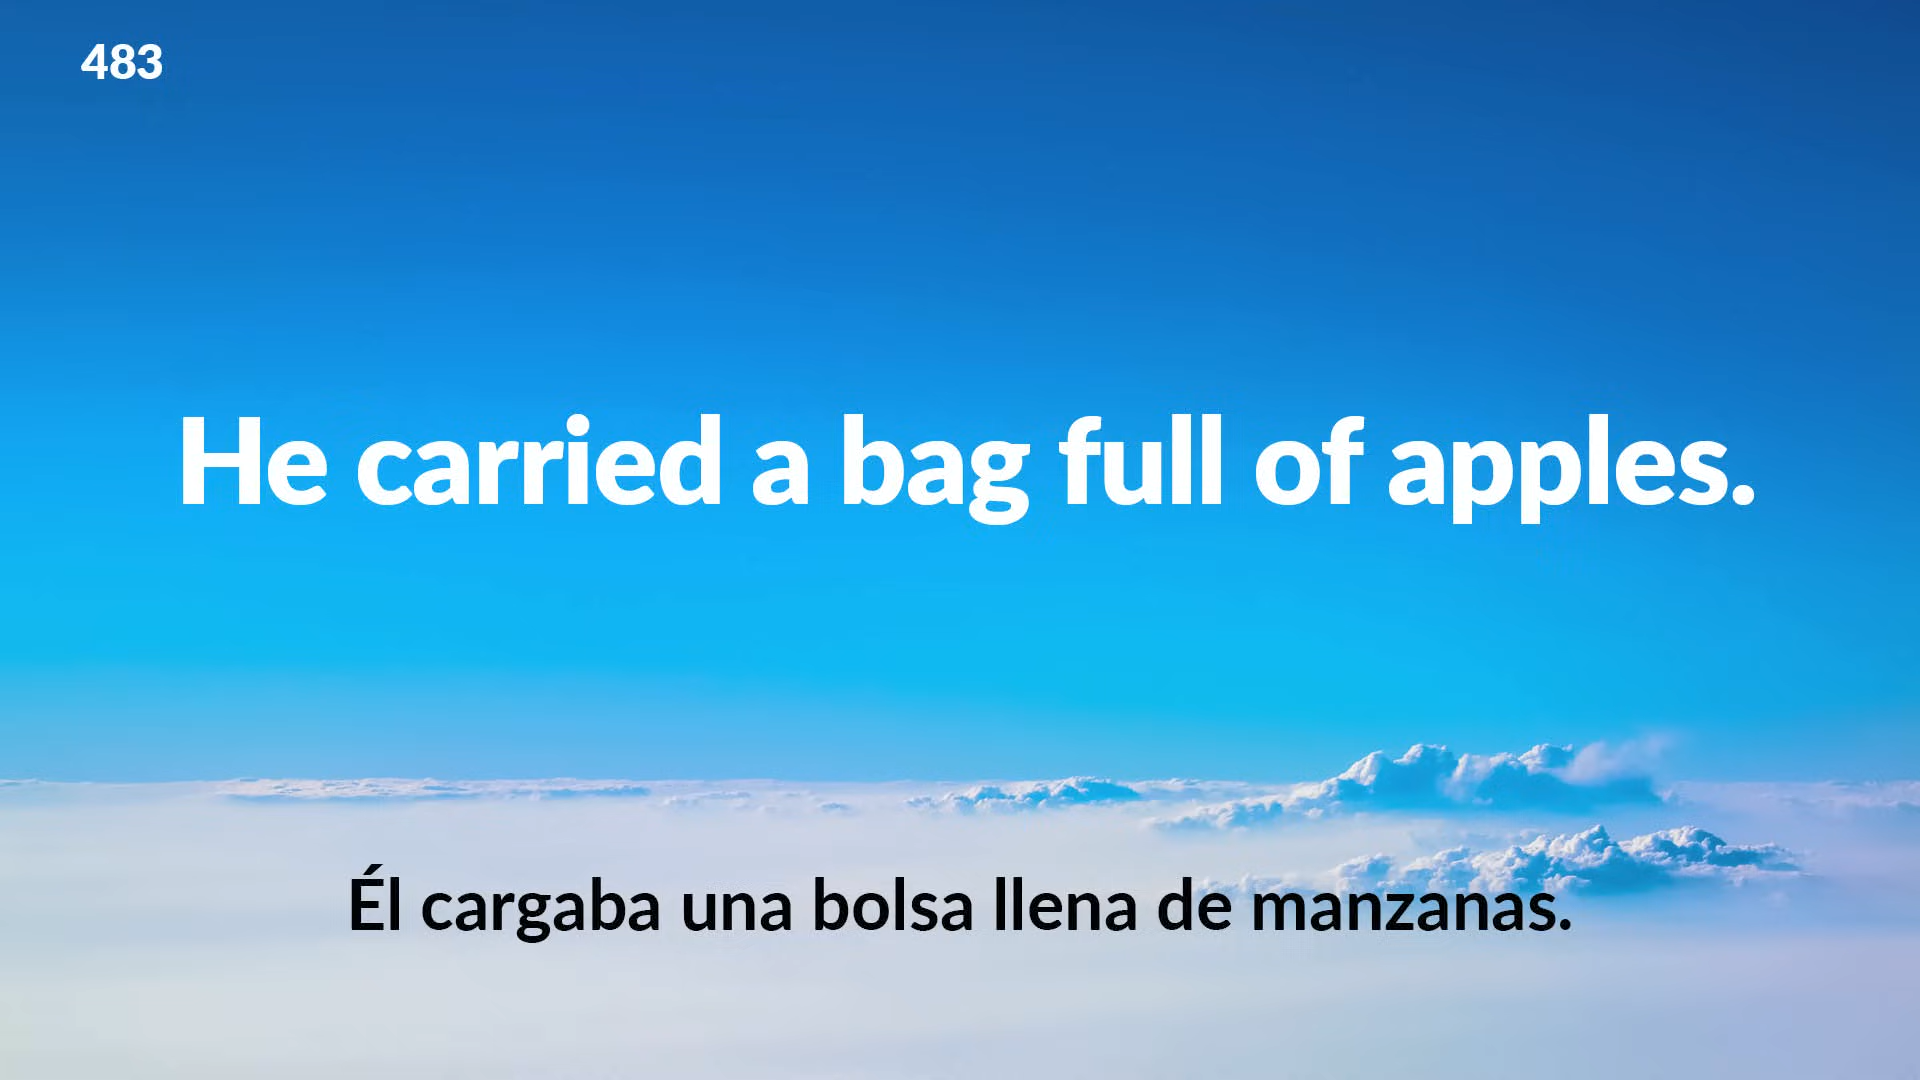 483
He carried a bag full of apples.
Él cargaba una bolsa llena de manzanas.